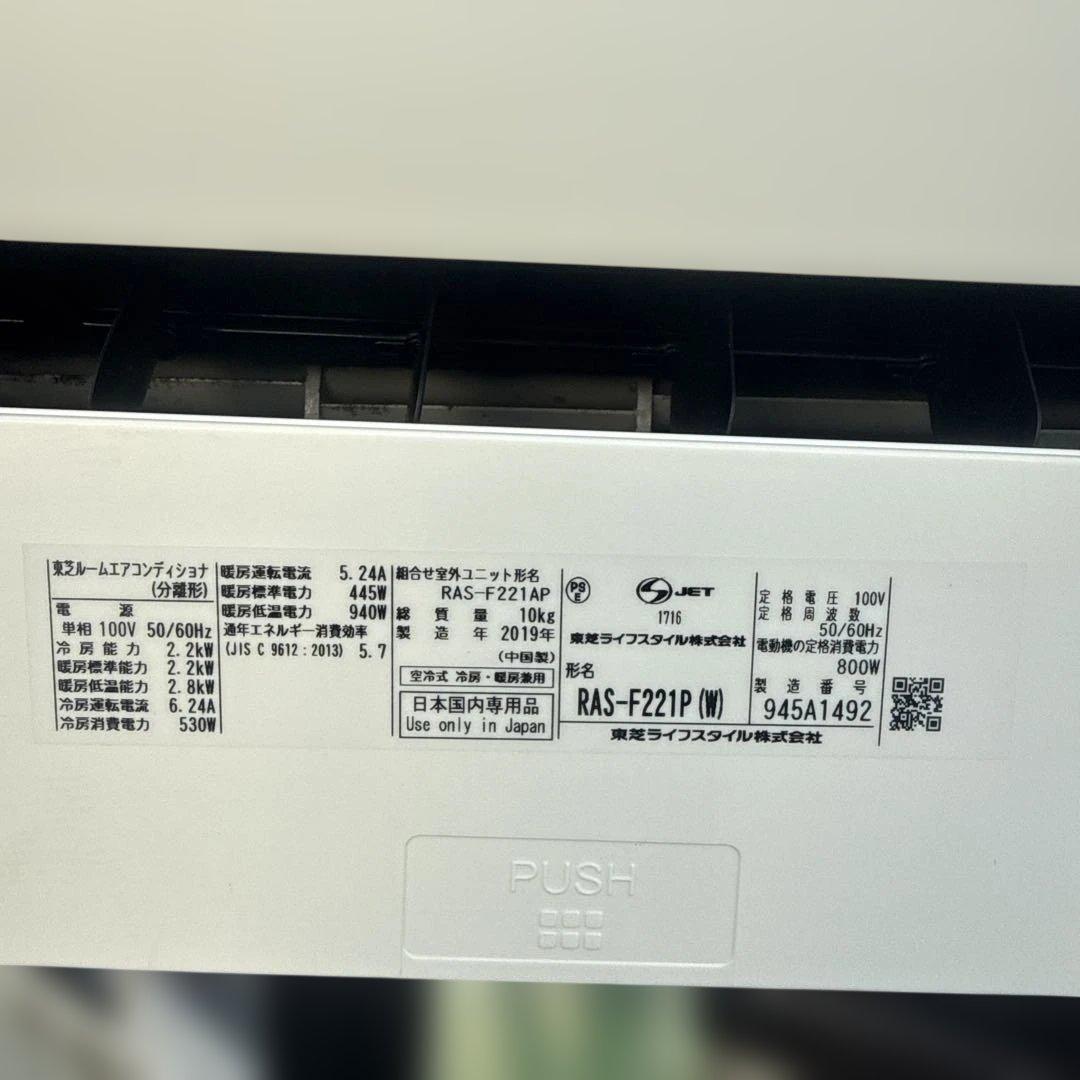 東芝ルームエアコンディショナ
(分離形)
電 源
単相 100V 50/60Hz
冷房能力 2.2kW
暖房標準能力 2.2kW
暖房低温能力 2.8kW
冷房運転電流 6.24A
冷房消費電力 530W
暖房運転電流 5.24A
暖房標準電力 445W
暖房低温電力 940W
通年エネルギー消費効率
(JIS C 9612:2013) 5.7
組合せ室外ユニット形名
RAS-F221AP
総質量 10kg
製造年 2019年
(中国製)
空冷式 冷房・暖房兼用
日本国内専用品
Use only in Japan
PS
E
JET
1716
東芝ライフスタイル株式会社
形名
RAS-F221P(W)
定格電圧 100V
定格周波数
50/60Hz
電動機の定格消費電力
800W
製造番号
945A1492
東芝ライフスタイル株式会社
PUSH